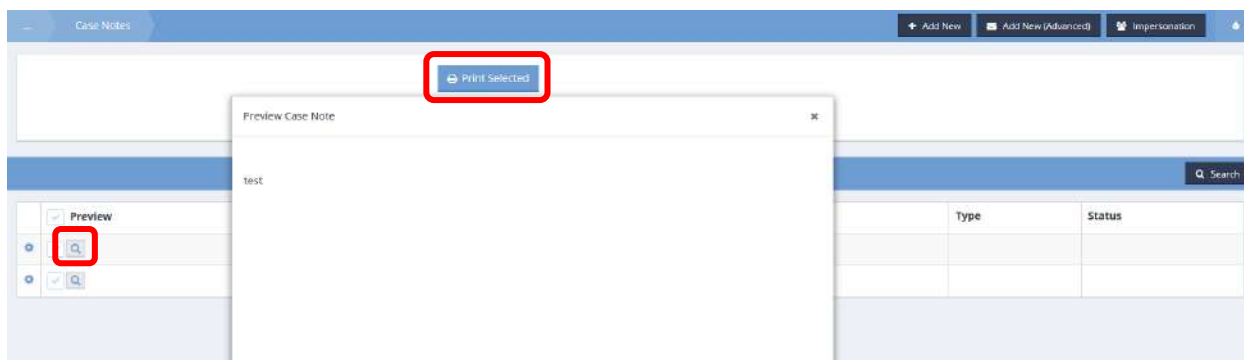 ... Case Notes + Add New Add New (Advanced) Impersonation
Print Selected
Preview Case Note ×
test
Search
Preview Type Status